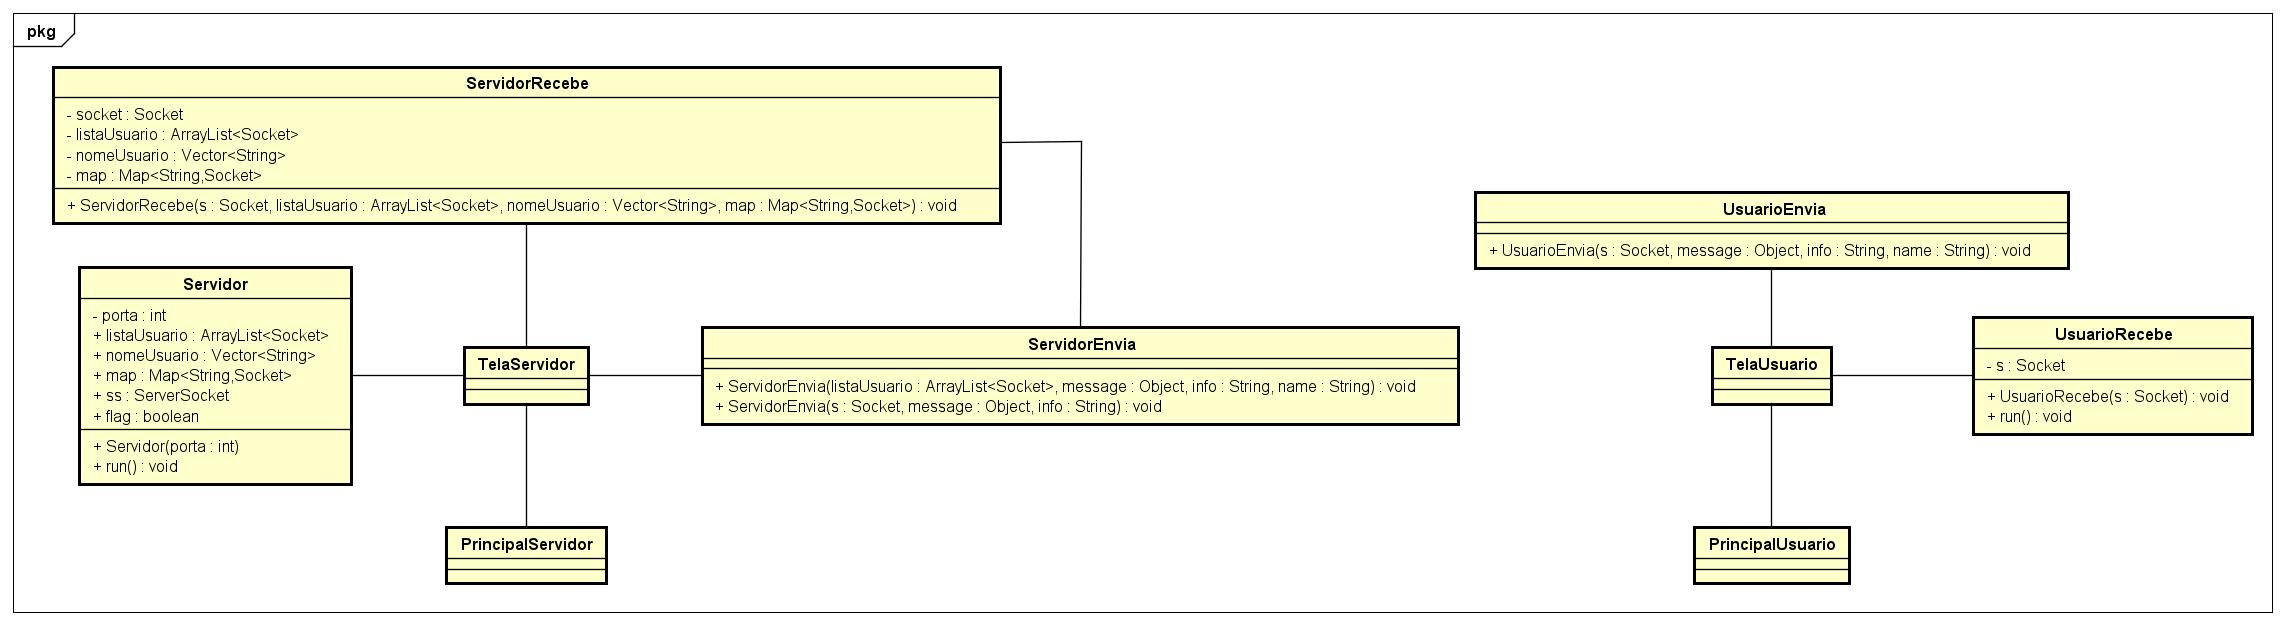 pkg
ServidorRecebe
- socket : Socket
- listaUsuario : ArrayList<Socket>
- nomeUsuario : Vector<String>
- map : Map<String,Socket>
+ ServidorRecebe(s : Socket, listaUsuario : ArrayList<Socket>, nomeUsuario : Vector<String>, map : Map<String,Socket>) : void
Servidor
- porta : int
+ listaUsuario : ArrayList<Socket>
+ nomeUsuario : Vector<String>
+ map : Map<String,Socket>
+ ss : ServerSocket
+ flag : boolean
+ Servidor(porta : int)
+ run() : void
TelaServidor
ServidorEnvia
+ ServidorEnvia(listaUsuario : ArrayList<Socket>, message : Object, info : String, name : String) : void
+ ServidorEnvia(s : Socket, message : Object, info : String) : void
PrincipalServidor
UsuarioEnvia
+ UsuarioEnvia(s : Socket, message : Object, info : String, name : String) : void
TelaUsuario
UsuarioRecebe
- s : Socket
+ UsuarioRecebe(s : Socket) : void
+ run() : void
PrincipalUsuario